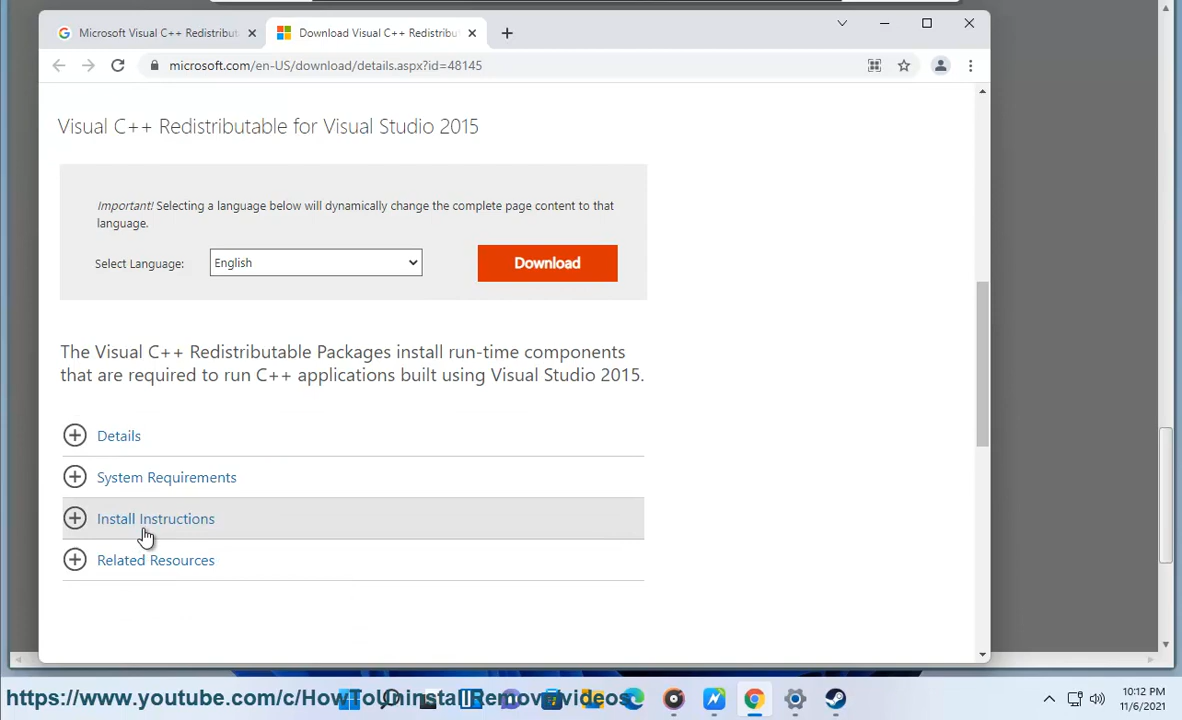 Microsoft Visual C++ Redistribut
Download Visual C++ Redistribu
microsoft.com/en-US/download/details.aspx?id=48145
Visual C++ Redistributable for Visual Studio 2015
Important! Selecting a language below will dynamically change the complete page content to that
language.
Select Language:
English
Download
The Visual C++ Redistributable Packages install run-time components
that are required to run C++ applications built using Visual Studio 2015.
Details
System Requirements
Install Instructions
Related Resources
https://www.youtube.com/c/HowToUninstallRemovevideos
10:12 PM
11/6/2021